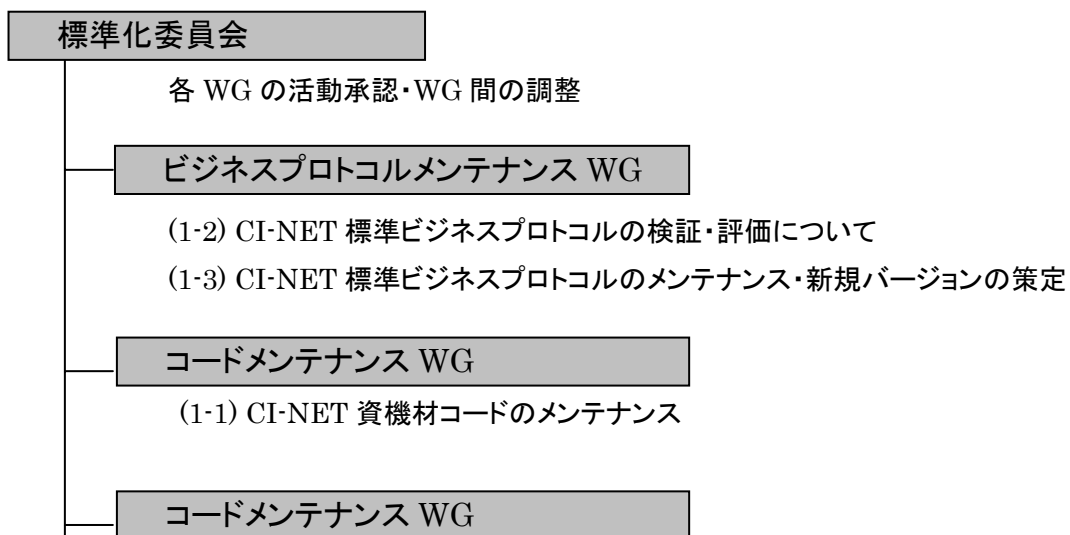 標準化委員会
各 WG の活動承認・WG 間の調整
ビジネスプロトコルメンテナンス WG
(1-2) CI-NET 標準ビジネスプロトコルの検証・評価について
(1-3) CI-NET 標準ビジネスプロトコルのメンテナンス・新規バージョンの策定
コードメンテナンス WG
(1-1) CI-NET 資機材コードのメンテナンス
コードメンテナンス WG